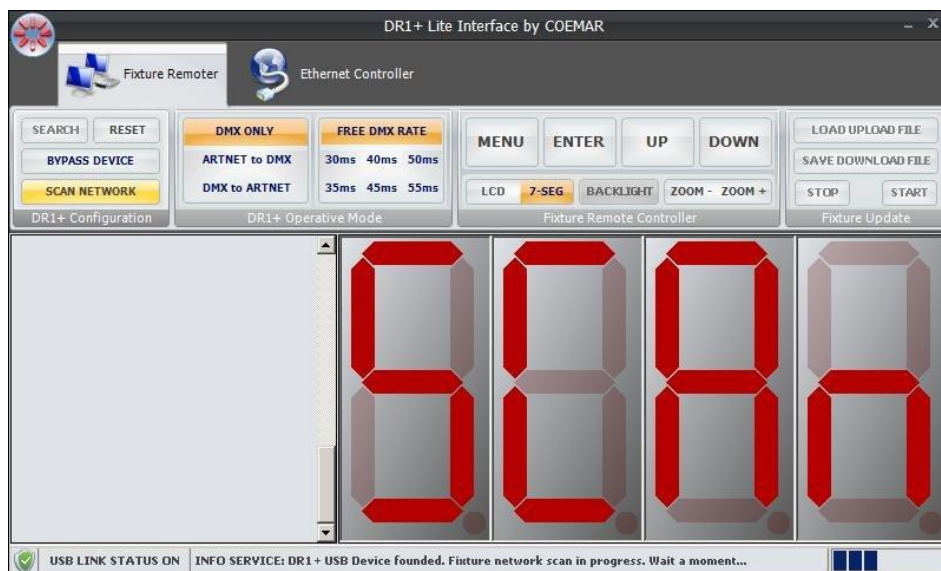 DR1+ Lite Interface by COEMAR
Fixture Remoter
Ethernet Controller
SEARCH RESET
BYPASS DEVICE
SCAN NETWORK
DR1+ Configuration
DMX ONLY
ARTNET to DMX
DMX to ARTNET
FREE DMX RATE
30ms 40ms 50ms
35ms 45ms 55ms
DR1+ Operative Mode
MENU ENTER UP DOWN
LCD 7-SEG BACKLIGHT ZOOM - ZOOM +
Fixture Remote Controller
LOAD UPLOAD FILE
SAVE DOWNLOAD FILE
STOP START
Fixture Update
SCAn
USB LINK STATUS ON INFO SERVICE: DR1+ USB Device founded. Fixture network scan in progress. Wait a moment...